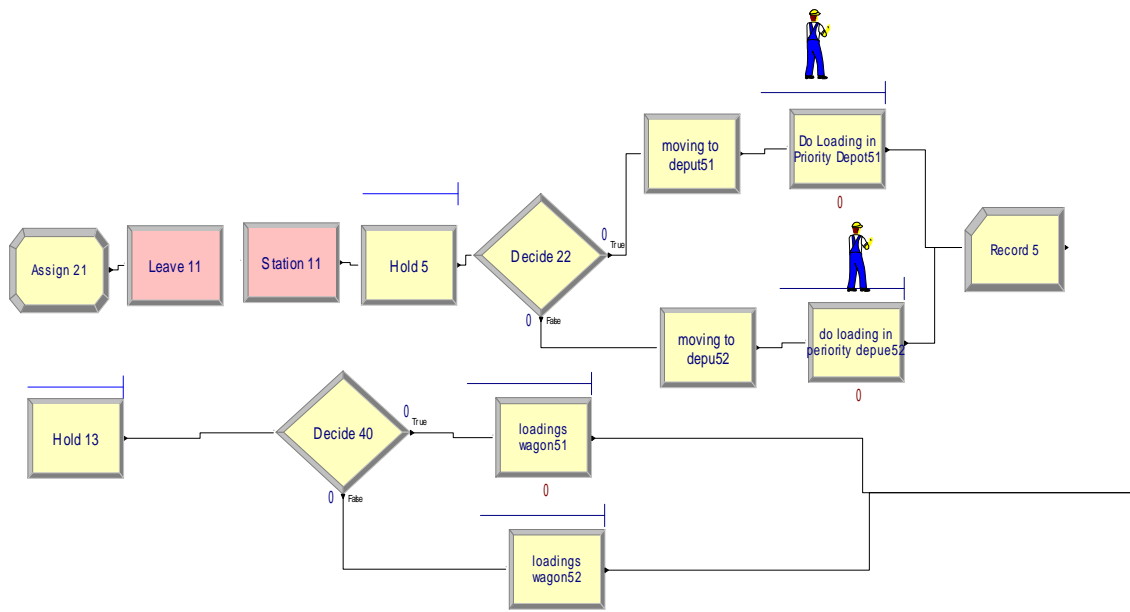 moving to
deput51
Do Loading in
Priority Depot51
0
0
True
Assign 21
Leave 11
Station 11
Hold 5
Decide 22
Record 5
0
False
moving to
depu52
do loading in
periority depue52
0
Hold 13
Decide 40
0
True
loadings
wagon51
0
0
False
loadings
wagon52